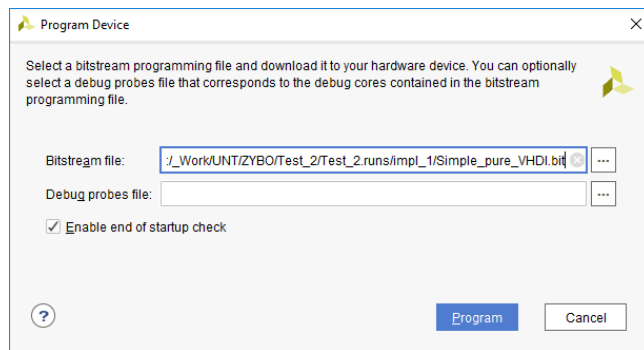 Program Device
Select a bitstream programming file and download it to your hardware device. You can optionally
select a debug probes file that corresponds to the debug cores contained in the bitstream
programming file.
Bitstream file: :/_Work/UNT/ZYBO/Test_2/Test_2.runs/impl_1/Simple_pure_VHDl.bit ...
Debug probes file: ...
Enable end of startup check
? Program Cancel